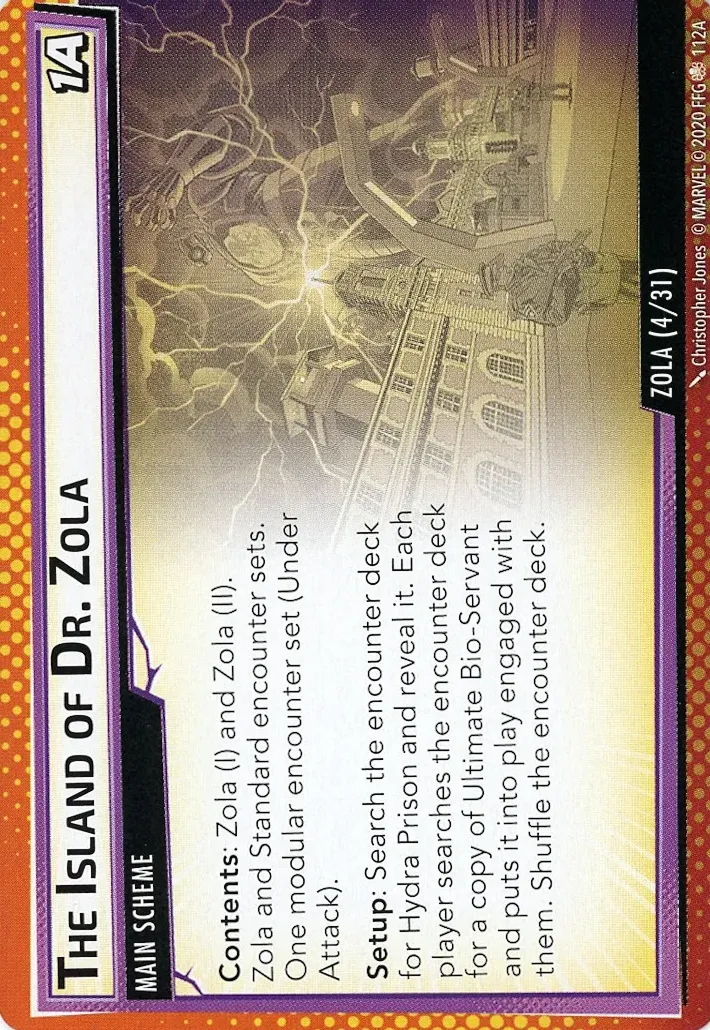 THE ISLAND OF DR. ZOLA
1A
MAIN SCHEME
Contents: Zola (I) and Zola (II).
Zola and Standard encounter sets.
One modular encounter set (Under
Attack).
Setup: Search the encounter deck
for Hydra Prison and reveal it. Each
player searches the encounter deck
for a copy of Ultimate Bio-Servant
and puts it into play engaged with
them. Shuffle the encounter deck.
ZOLA (4/31)
Christopher Jones © MARVEL © 2020 FFG 112A